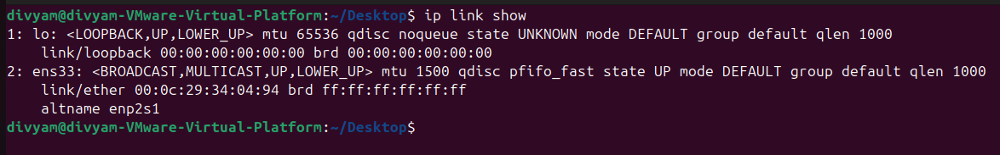 divyam@divyam-VMware-Virtual-Platform:~/Desktop$ ip link show
1: lo: <LOOPBACK,UP,LOWER_UP> mtu 65536 qdisc noqueue state UNKNOWN mode DEFAULT group default qlen 1000
    link/loopback 00:00:00:00:00:00 brd 00:00:00:00:00:00
2: ens33: <BROADCAST,MULTICAST,UP,LOWER_UP> mtu 1500 qdisc pfifo_fast state UP mode DEFAULT group default qlen 1000
    link/ether 00:0c:29:34:04:94 brd ff:ff:ff:ff:ff:ff
    altname enp2s1
divyam@divyam-VMware-Virtual-Platform:~/Desktop$